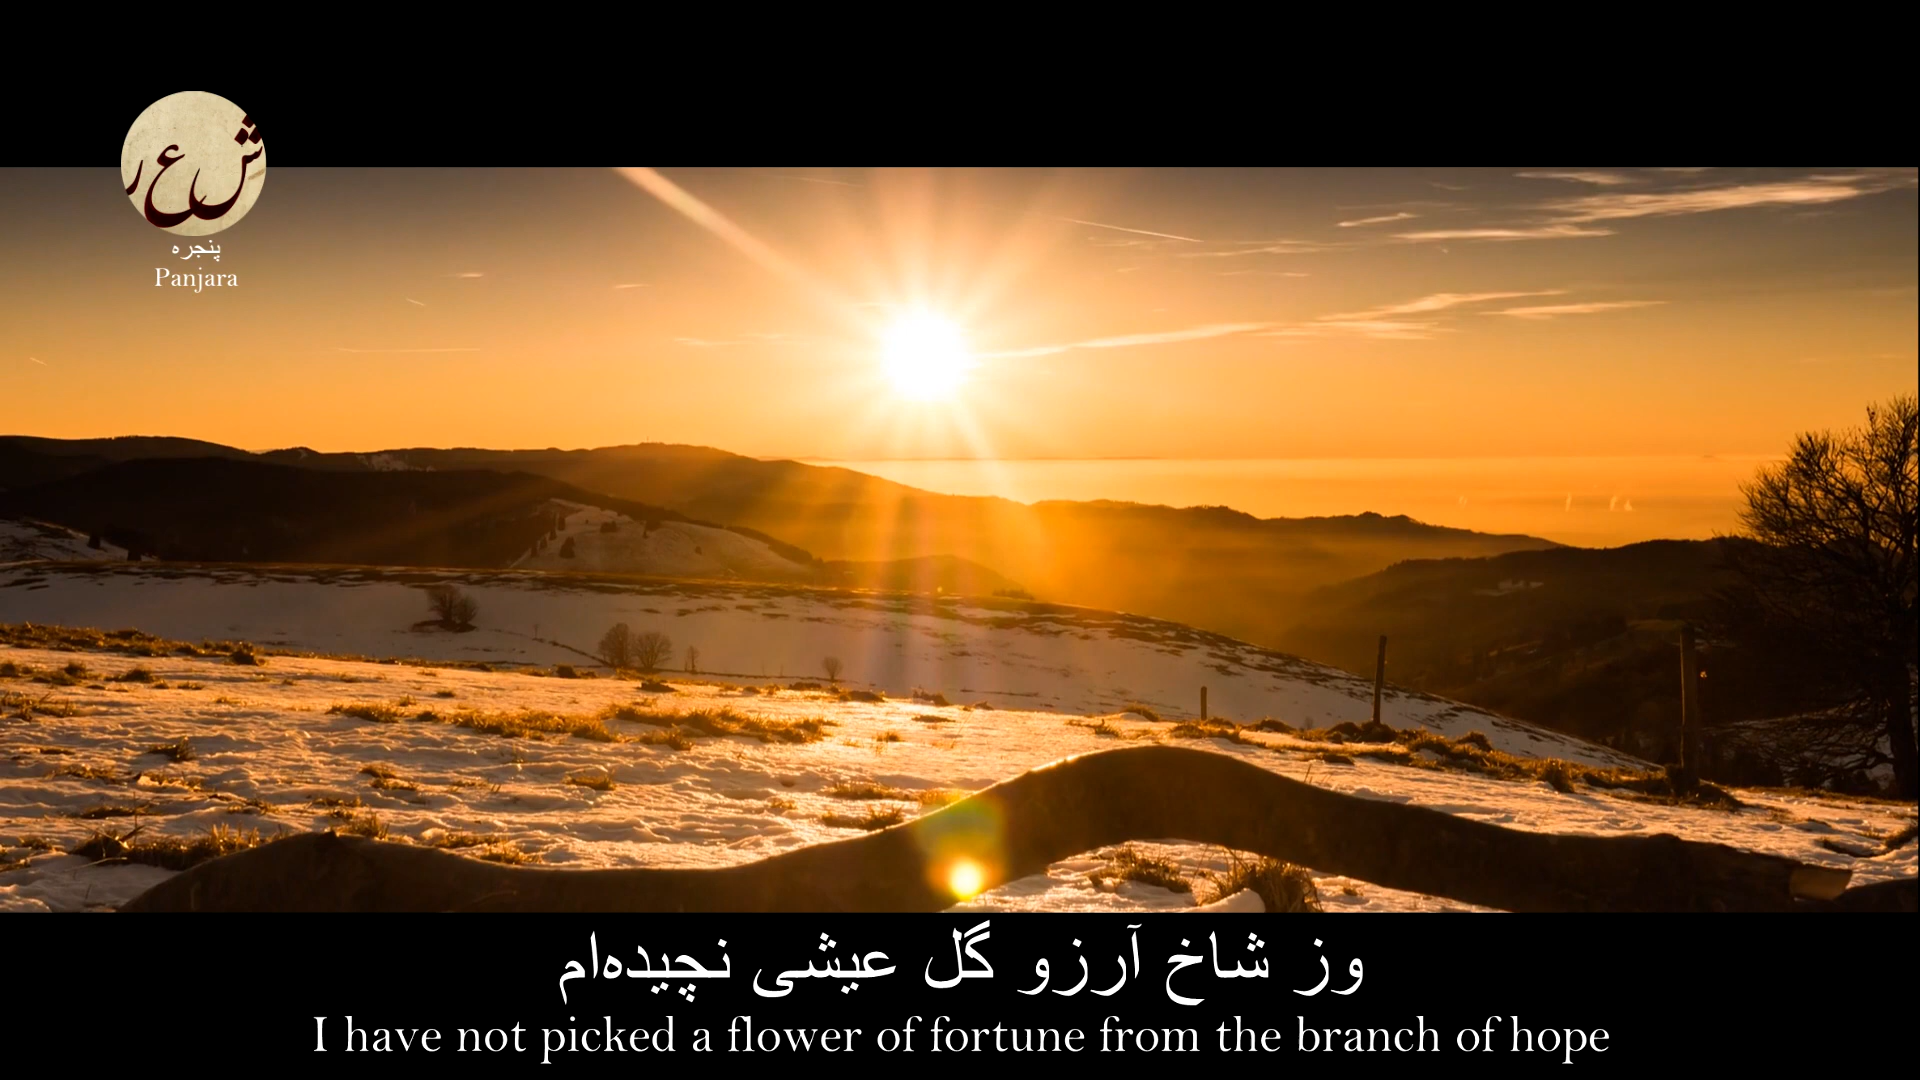 شعر
پنجره
Panjara
وز شاخ آرزو گل عیشی نچیده‌ام
I have not picked a flower of fortune from the branch of hope